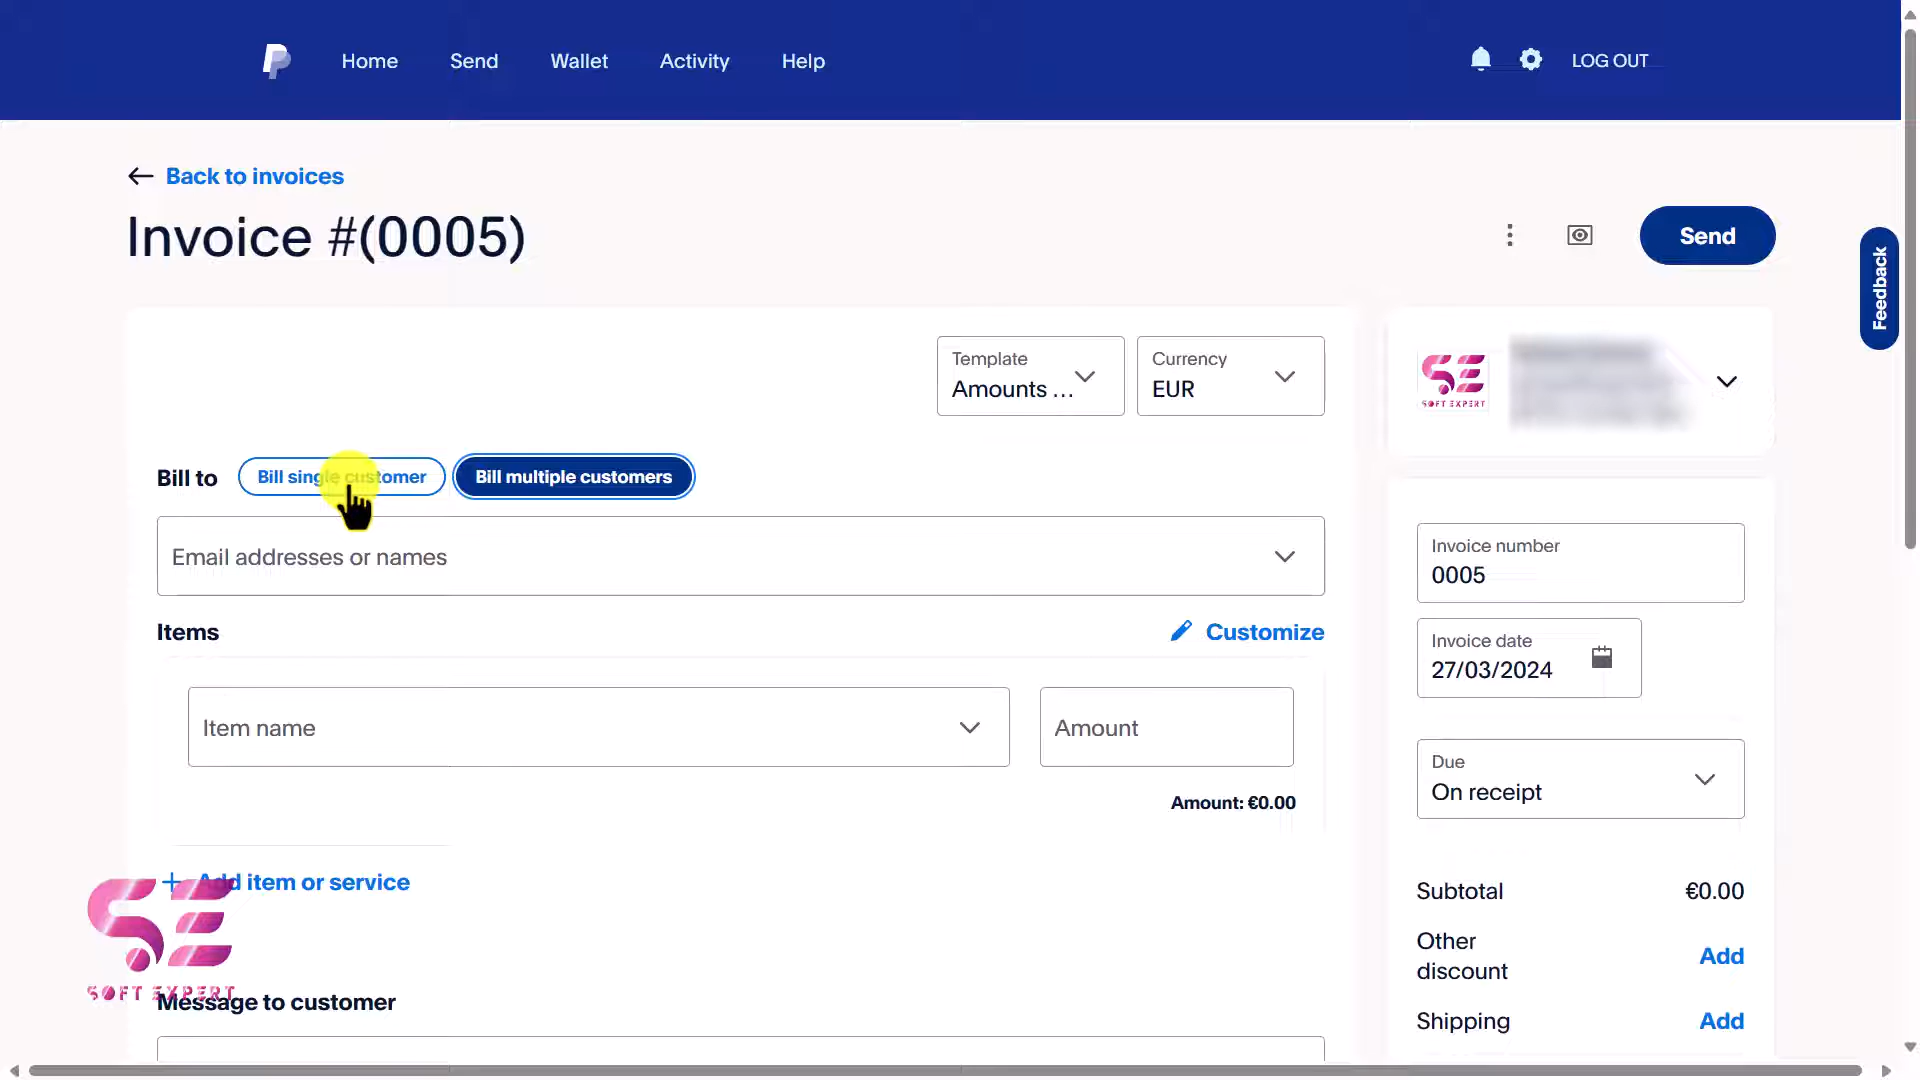 Home Send Wallet Activity Help LOG OUT
Back to invoices
Invoice #(0005)
Send
Feedback
Template
Amounts ...
Currency
EUR
SOFT EXPERT
Bill to Bill single customer Bill multiple customers
Email addresses or names
Items
Customize
Item name
Amount
Amount: €0.00
Add item or service
SOFT EXPERT
Message to customer
Invoice number
0005
Invoice date
27/03/2024
Due
On receipt
Subtotal €0.00
Other discount Add
Shipping Add